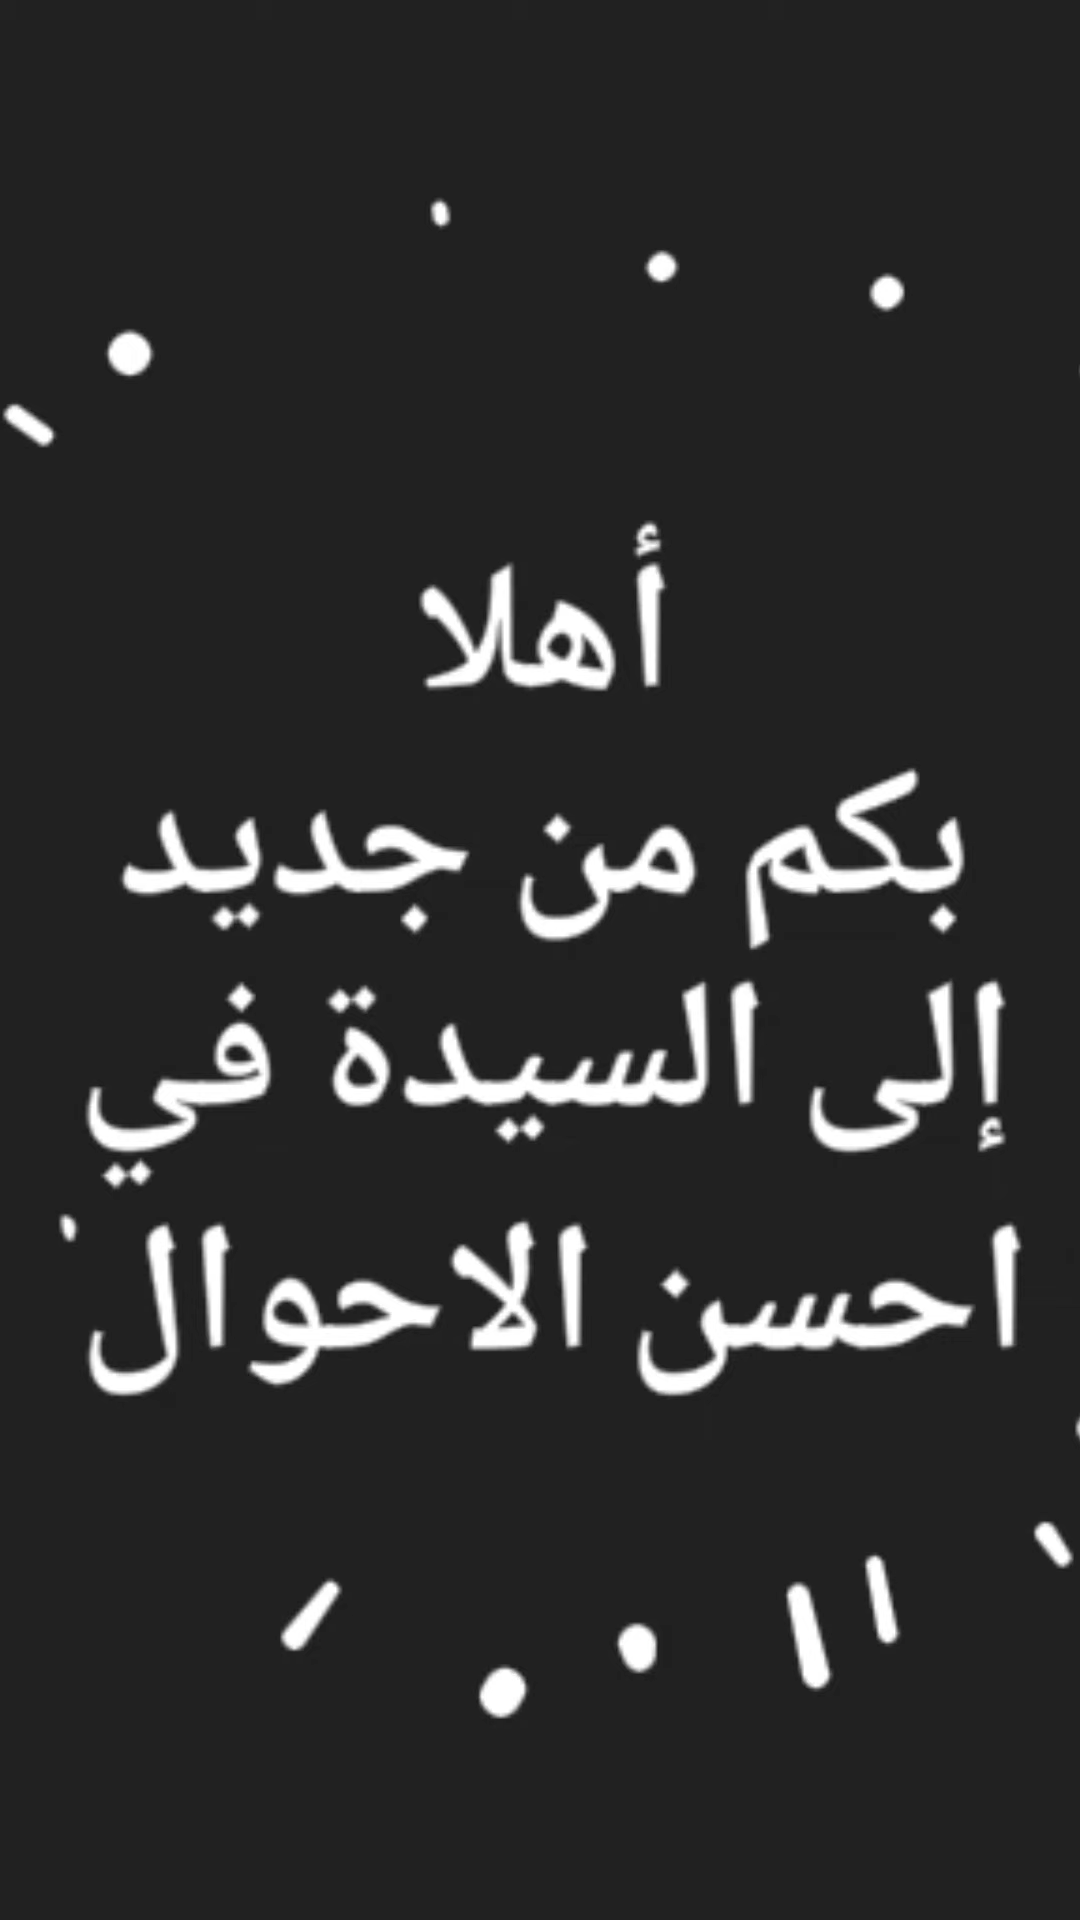 أهلا
بكم من جديد
إلى السيدة في
احسن الاحوال